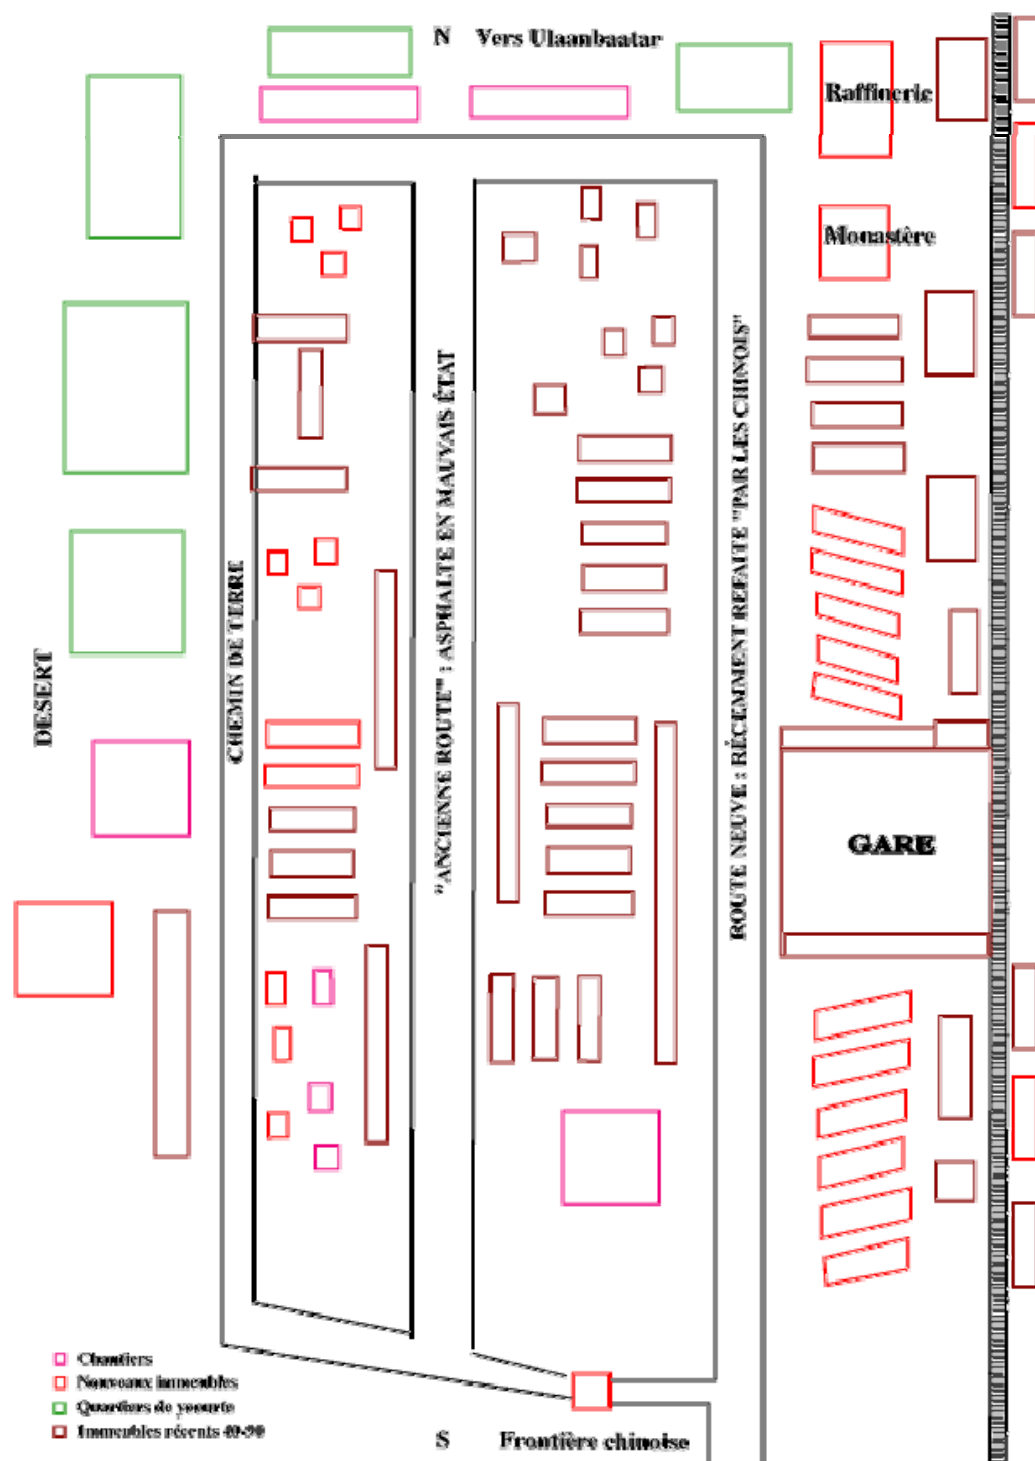 N Vers Ulaanbaatar
Raffinerie
Monastère
DESERT
CHEMIN DE TERRE
"ANCIENNE ROUTE" : ASPHALTE EN MAUVAIS ÉTAT
ROUTE NEUVE : RÉCEMMENT REFAITE "PAR LES CHINOIS"
GARE
Chantiers
Nouveaux immeubles
Quartiers de yourte
Immeubles récents 40-90
S Frontière chinoise